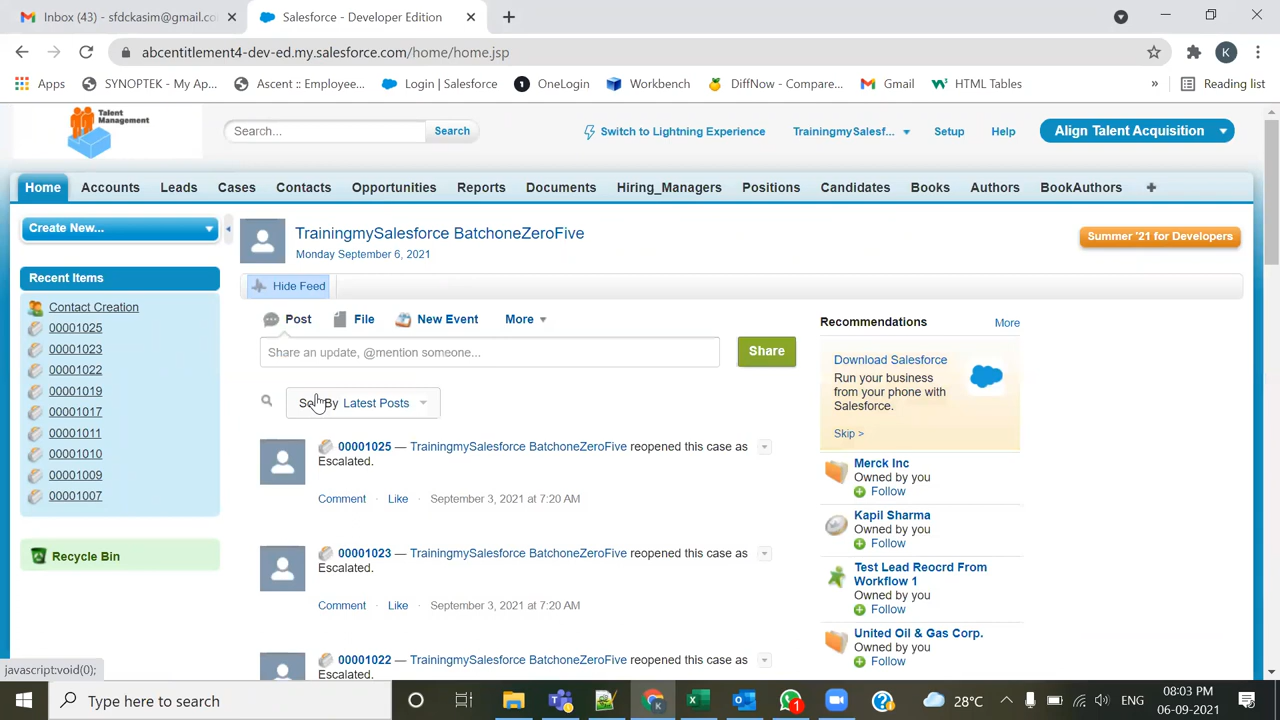 Inbox (43) - sfdckasim@gmail.co
Salesforce - Developer Edition
abcentitlement4-dev-ed.my.salesforce.com/home/home.jsp
K
Apps
SYNOPTEK - My Ap...
Ascent :: Employee...
Login | Salesforce
OneLogin
Workbench
DiffNow - Compare...
Gmail
HTML Tables
»
Reading list
Talent
Management
Search...
Search
Switch to Lightning Experience
TrainingmySalesf...
Setup
Help
Align Talent Acquisition
Home
Accounts
Leads
Cases
Contacts
Opportunities
Reports
Documents
Hiring_Managers
Positions
Candidates
Books
Authors
BookAuthors
Create New...
TrainingmySalesforce BatchoneZeroFive
Monday September 6, 2021
Summer '21 for Developers
Recent Items
Contact Creation
00001025
00001023
00001022
00001019
00001017
00001011
00001010
00001009
00001007
Recycle Bin
Hide Feed
Post
File
New Event
More
Share an update, @mention someone...
Share
By Latest Posts
00001025 — TrainingmySalesforce BatchoneZeroFive reopened this case as
Escalated.
Comment · Like · September 3, 2021 at 7:20 AM
00001023 — TrainingmySalesforce BatchoneZeroFive reopened this case as
Escalated.
Comment · Like · September 3, 2021 at 7:20 AM
00001022 — TrainingmySalesforce BatchoneZeroFive reopened this case as
Escalated.
Recommendations
More
Download Salesforce
Run your business
from your phone with
Salesforce.
Skip >
Merck Inc
Owned by you
Follow
Kapil Sharma
Owned by you
Follow
Test Lead Reocrd From
Workflow 1
Owned by you
Follow
United Oil & Gas Corp.
Owned by you
Follow
javascript:void(0);
Type here to search
1
28°C
ENG
08:03 PM
06-09-2021